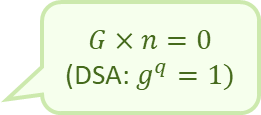 G × n = 0
(DSA: g^q = 1)